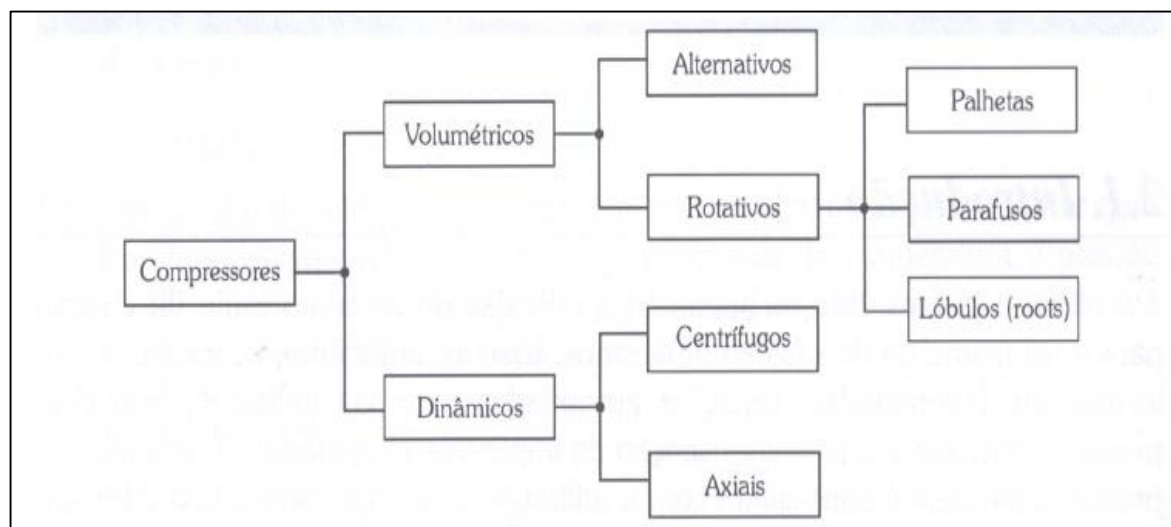 Alternativos
Palhetas
Volumétricos
Rotativos
Parafusos
Compressores
Lóbulos (roots)
Centrífugos
Dinâmicos
Axiais